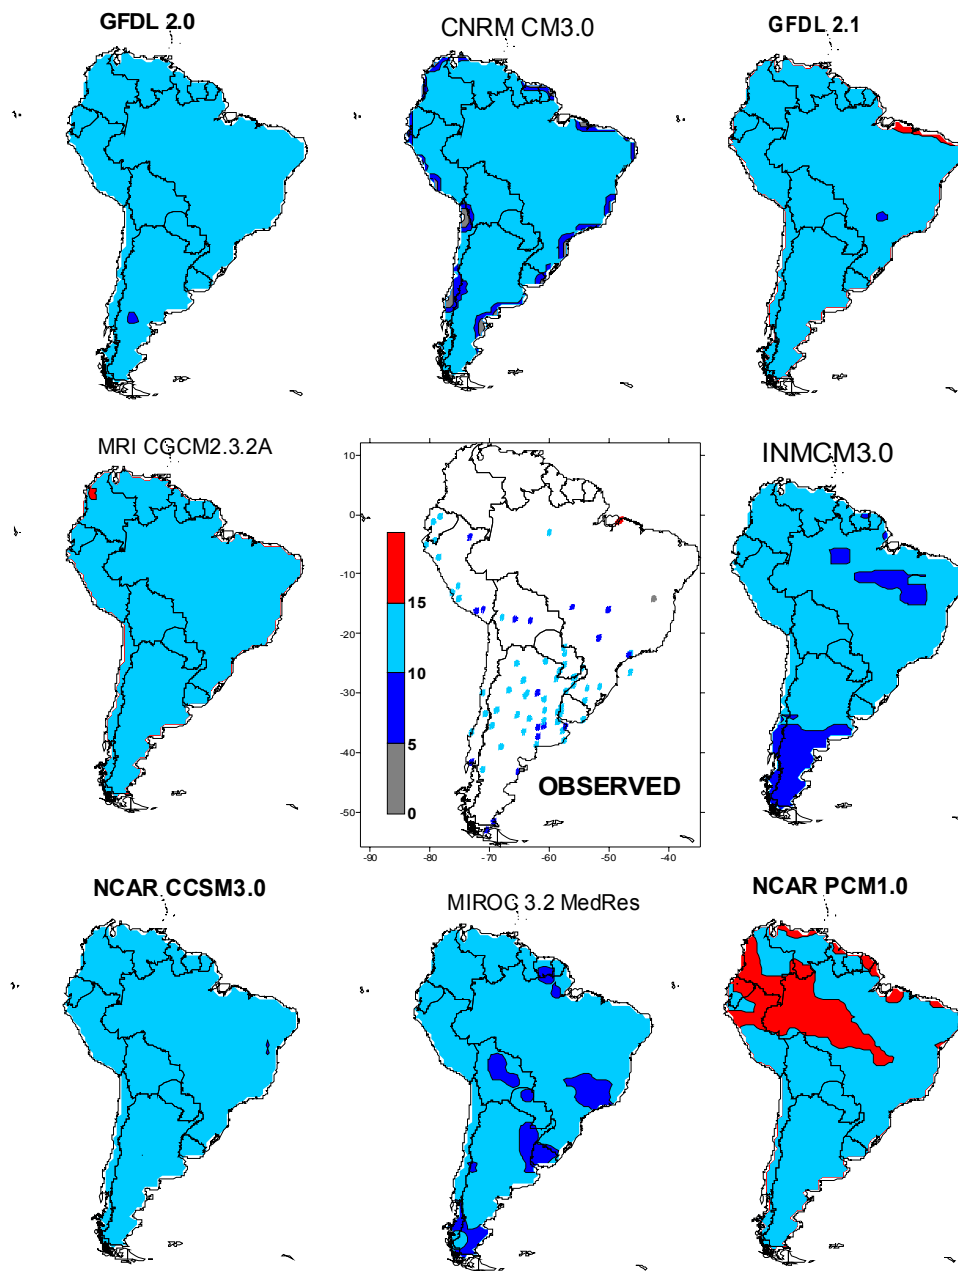 GFDL 2.0
CNRM CM3.0
GFDL 2.1
MRI CGCM2.3.2A
INMCM3.0
10
0
-10
-20
-30
-40
-50
15
10
5
0
OBSERVED
-90 -80 -70 -60 -50 -40
NCAR CCSM3.0
MIROC 3.2 MedRes
NCAR PCM1.0